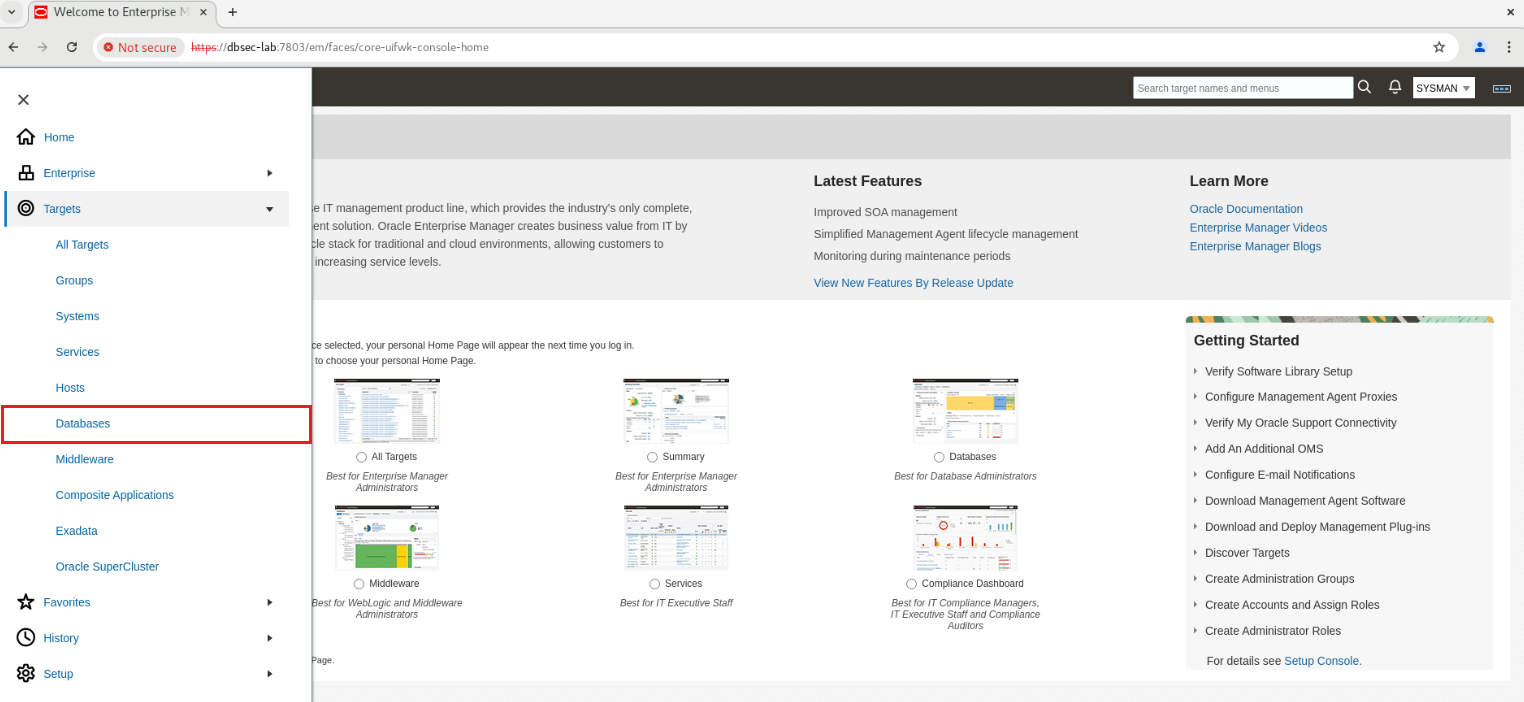 Welcome to Enterprise M
Not secure
https://dbsec-lab:7803/em/faces/core-uifwk-console-home
Search target names and menus
SYSMAN
Home
Enterprise
Targets
All Targets
Groups
Systems
Services
Hosts
Databases
Middleware
Composite Applications
Exadata
Oracle SuperCluster
Favorites
History
Setup
e IT management product line, which provides the industry's only complete,
ent solution. Oracle Enterprise Manager creates business value from IT by
cle stack for traditional and cloud environments, allowing customers to
increasing service levels.
Latest Features
Improved SOA management
Simplified Management Agent lifecycle management
Monitoring during maintenance periods
View New Features By Release Update
Learn More
Oracle Documentation
Enterprise Manager Videos
Enterprise Manager Blogs
ce selected, your personal Home Page will appear the next time you log in.
to choose your personal Home Page.
All Targets
Best for Enterprise Manager
Administrators
Summary
Best for Enterprise Manager
Administrators
Databases
Best for Database Administrators
Middleware
Best for WebLogic and Middleware
Administrators
Services
Best for IT Executive Staff
Compliance Dashboard
Best for IT Compliance Managers,
IT Executive Staff and Compliance
Auditors
Page.
Getting Started
Verify Software Library Setup
Configure Management Agent Proxies
Verify My Oracle Support Connectivity
Add An Additional OMS
Configure E-mail Notifications
Download Management Agent Software
Download and Deploy Management Plug-ins
Discover Targets
Create Administration Groups
Create Accounts and Assign Roles
Create Administrator Roles
For details see Setup Console.